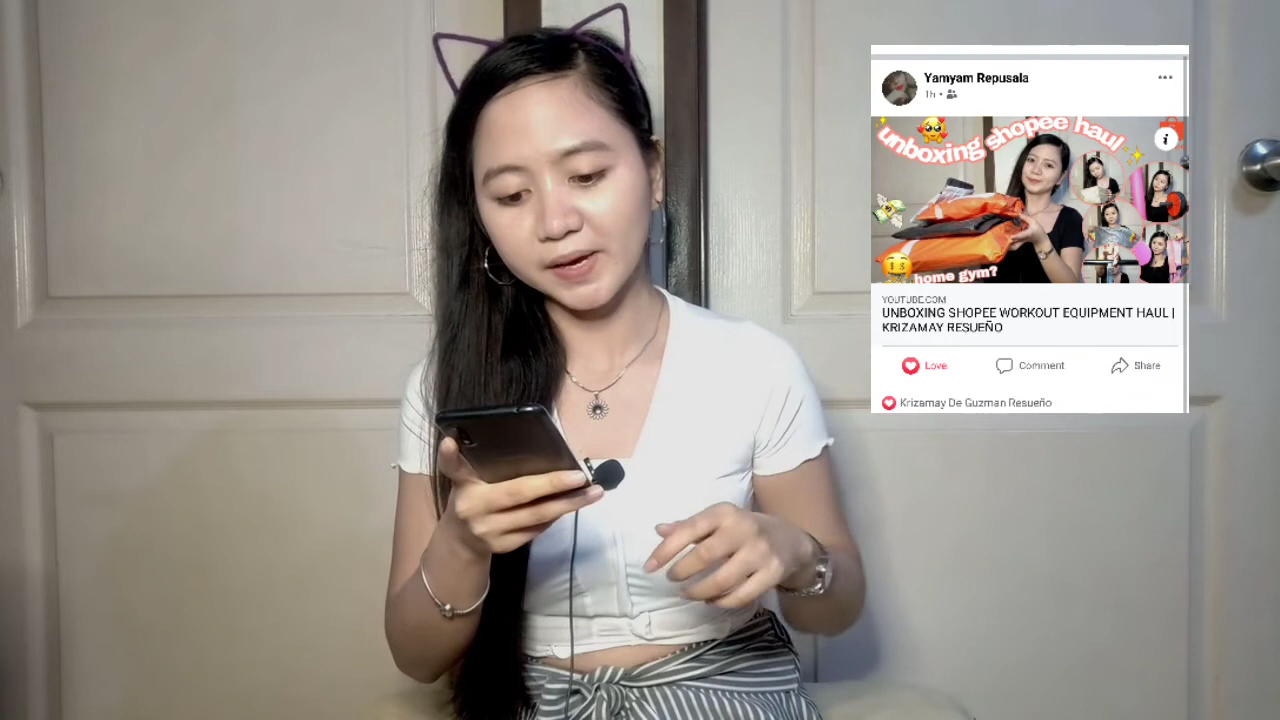 Yamyam Repusala
1h •
unboxing shopee haul
home gym?
YOUTUBE.COM
UNBOXING SHOPEE WORKOUT EQUIPMENT HAUL |
KRIZAMAY RESUEÑO
Love Comment Share
Krizamay De Guzman Resueño